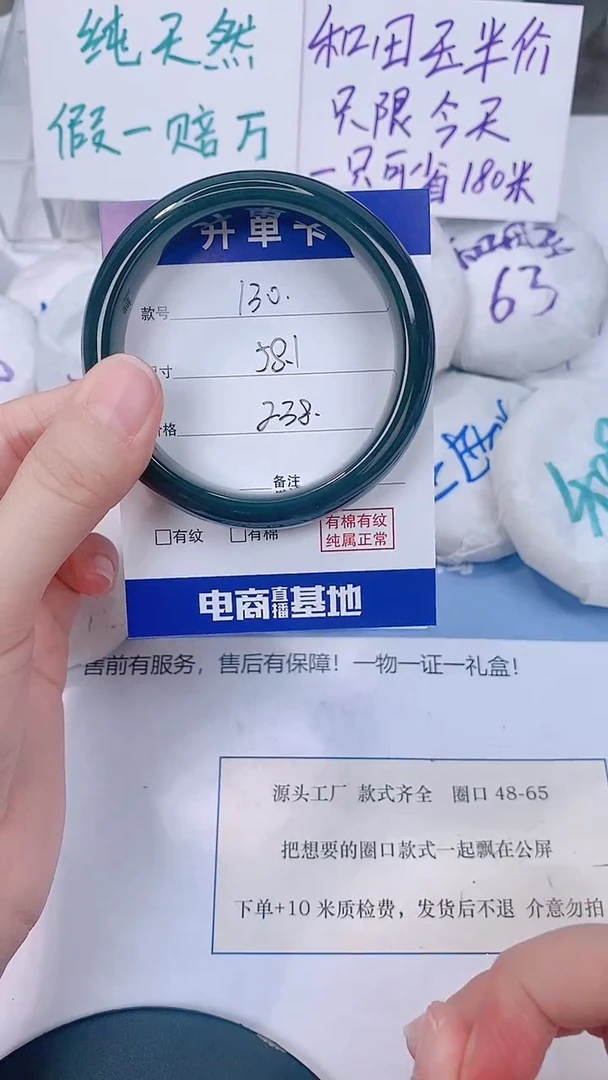 纯天然
假一赔万
和田玉半价
只限今天
一只可省180米
开单卡
款号 130.
寸 58.1
格 238.
备注
□有纹 □有棉
有棉有纹
纯属正常
电商直播基地
63
售前有服务，售后有保障！一物一证一礼盒！
源头工厂 款式齐全 圈口 48-65
把想要的圈口款式一起飘在公屏
下单+10 米质检费，发货后不退 介意勿拍